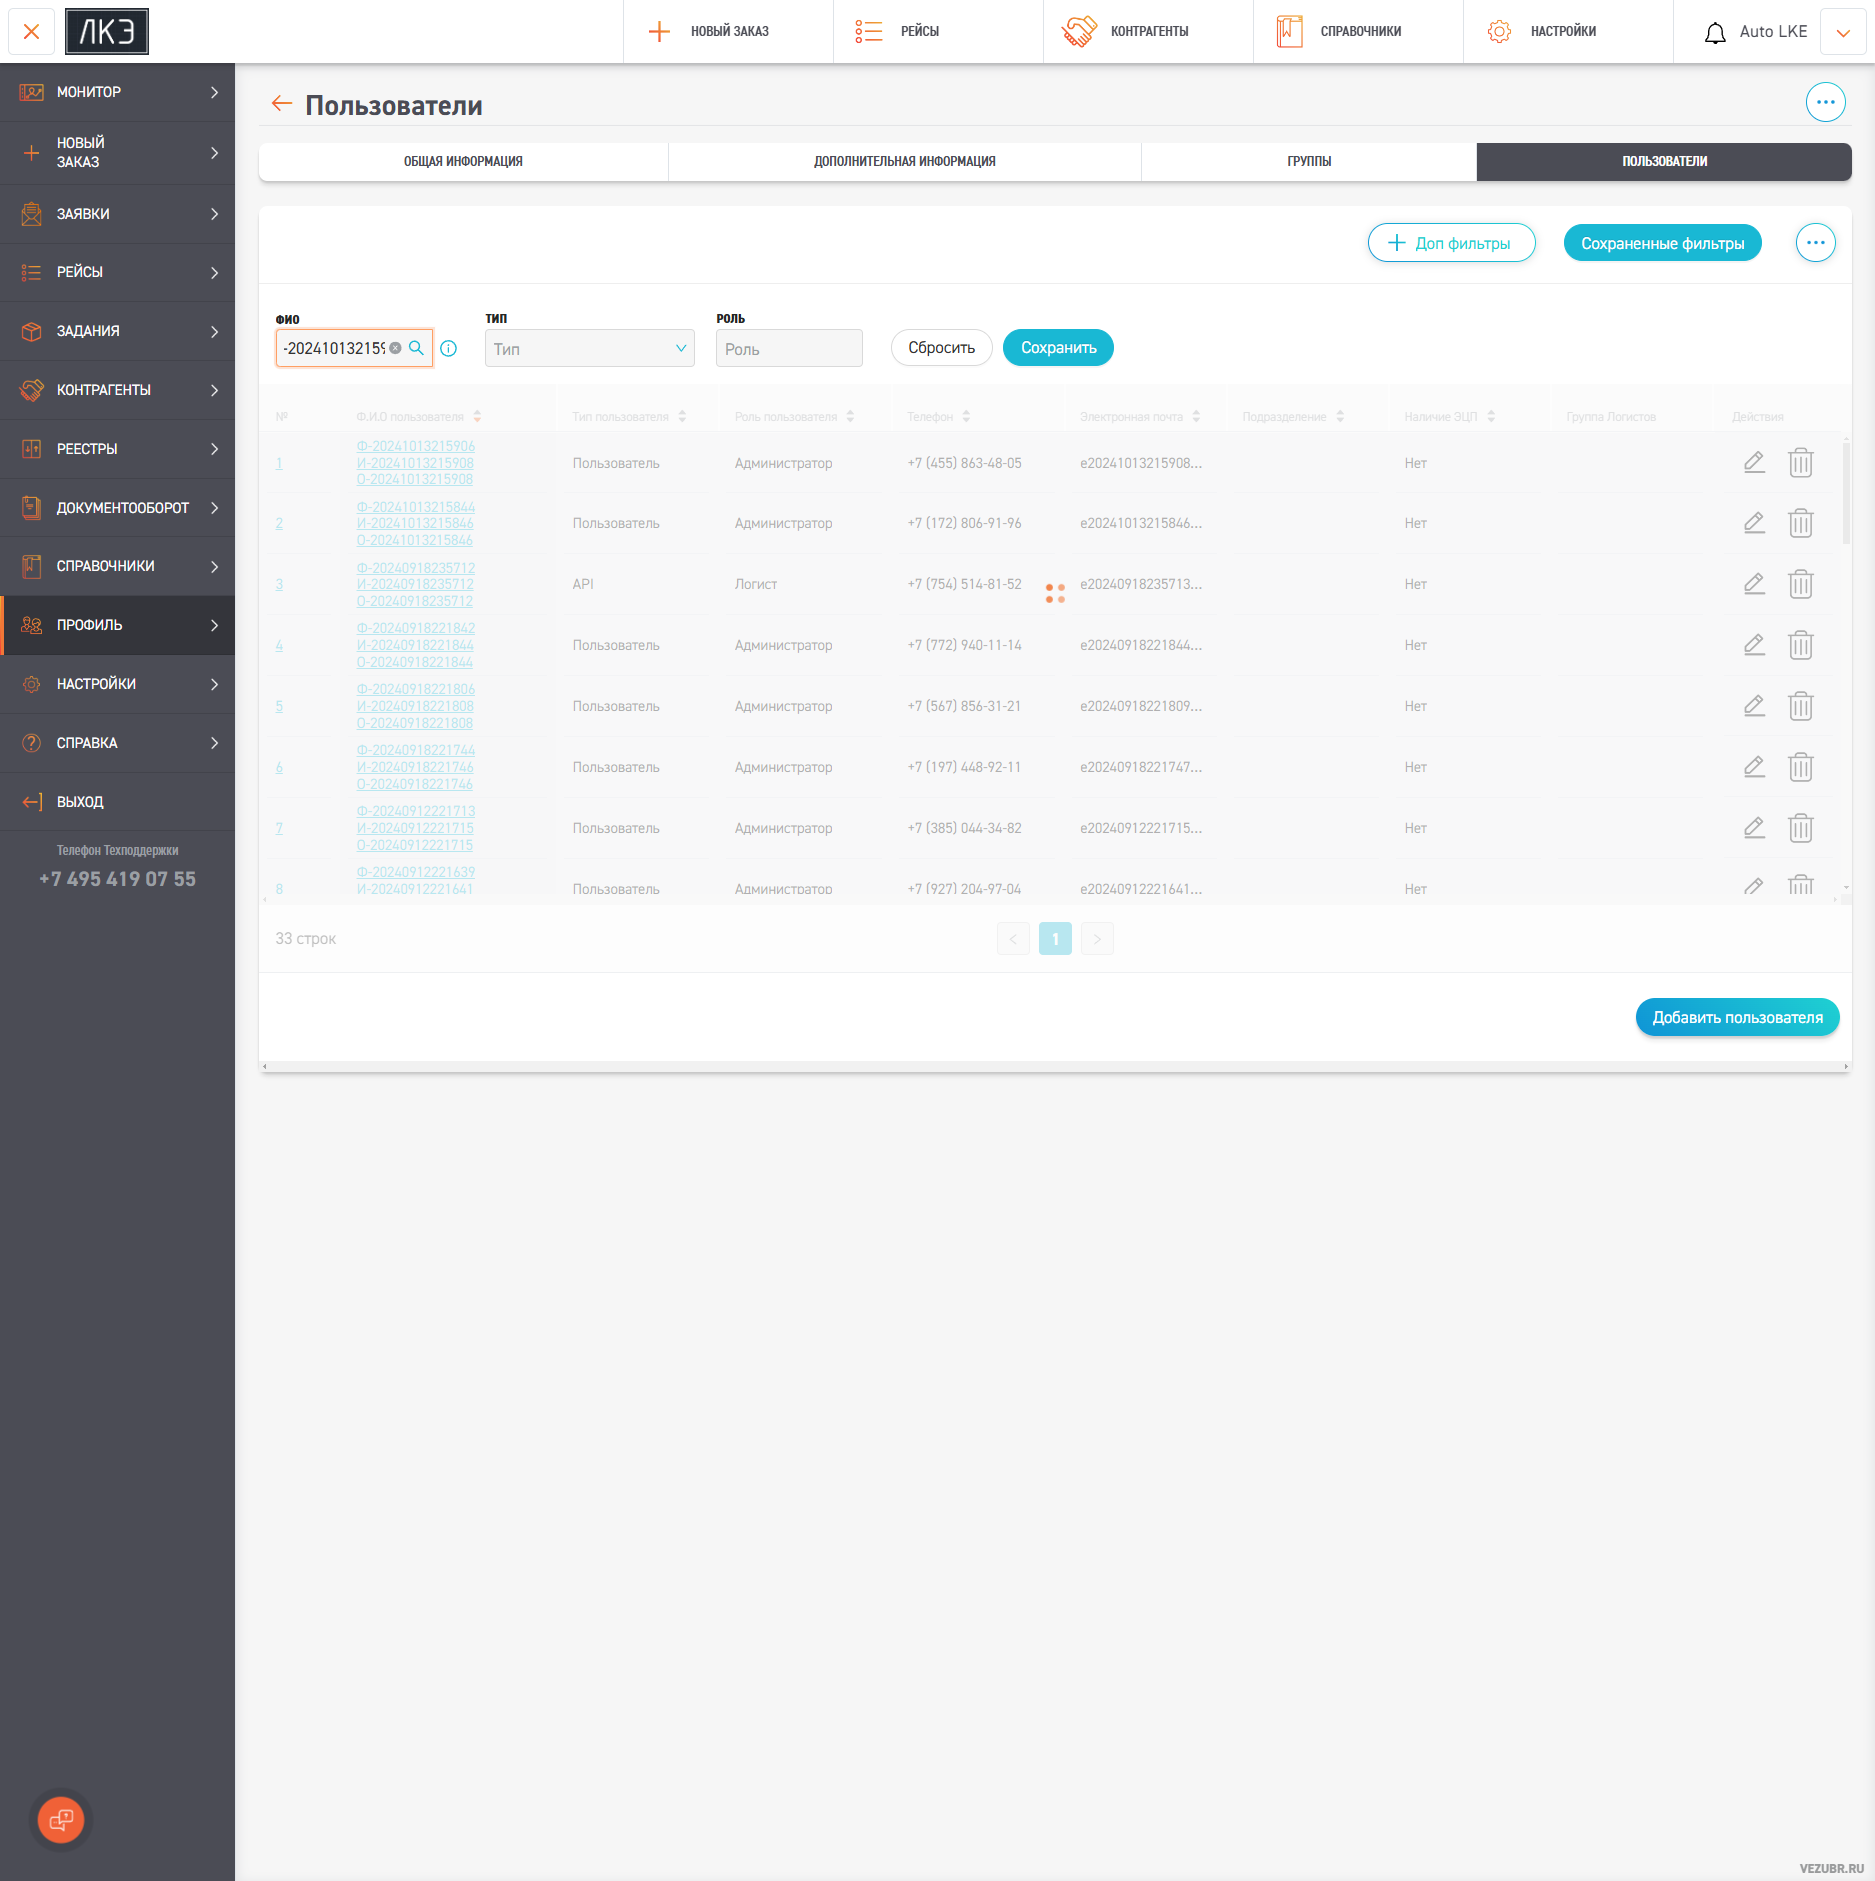 ЛКЭ
НОВЫЙ ЗАКАЗ
РЕЙСЫ
КОНТРАГЕНТЫ
СПРАВОЧНИКИ
НАСТРОЙКИ
Auto LKE
МОНИТОР
НОВЫЙ
ЗАКАЗ
ЗАЯВКИ
РЕЙСЫ
ЗАДАНИЯ
КОНТРАГЕНТЫ
РЕЕСТРЫ
ДОКУМЕНТООБОРОТ
СПРАВОЧНИКИ
ПРОФИЛЬ
НАСТРОЙКИ
СПРАВКА
ВЫХОД
Телефон Техподдержки
+7 495 419 07 55
Пользователи
ОБЩАЯ ИНФОРМАЦИЯ
ДОПОЛНИТЕЛЬНАЯ ИНФОРМАЦИЯ
ГРУППЫ
ПОЛЬЗОВАТЕЛИ
Доп фильтры
Сохраненные фильтры
ФИО
ТИП
РОЛЬ
-202410132159
Тип
Роль
Сбросить
Сохранить
№ Ф.И.О пользователя Тип пользователя Роль пользователя Телефон Электронная почта Подразделение Наличие ЭЦП Группа Логистов Действия
Ф-20241013215906
1 И-20241013215908 Пользователь Администратор +7 (455) 863-48-05 e20241013215908... Нет
О-20241013215908
Ф-20241013215844
2 И-20241013215846 Пользователь Администратор +7 (172) 806-91-96 e20241013215846... Нет
О-20241013215846
Ф-20240918235712
3 И-20240918235712 API Логист +7 (754) 514-81-52 e20240918235713... Нет
О-20240918235712
Ф-20240918221842
4 И-20240918221844 Пользователь Администратор +7 (772) 940-11-14 e20240918221844... Нет
О-20240918221844
Ф-20240918221806
5 И-20240918221808 Пользователь Администратор +7 (567) 856-31-21 e20240918221809... Нет
О-20240918221808
Ф-20240918221744
6 И-20240918221746 Пользователь Администратор +7 (197) 448-92-11 e20240918221747... Нет
О-20240918221746
Ф-20240912221713
7 И-20240912221715 Пользователь Администратор +7 (385) 044-34-82 e20240912221715... Нет
О-20240912221715
Ф-20240912221639
8 И-20240912221641 Пользователь Администратор +7 (927) 204-97-04 e20240912221641... Нет
33 строк
< 1 >
Добавить пользователя
VEZUBR.RU